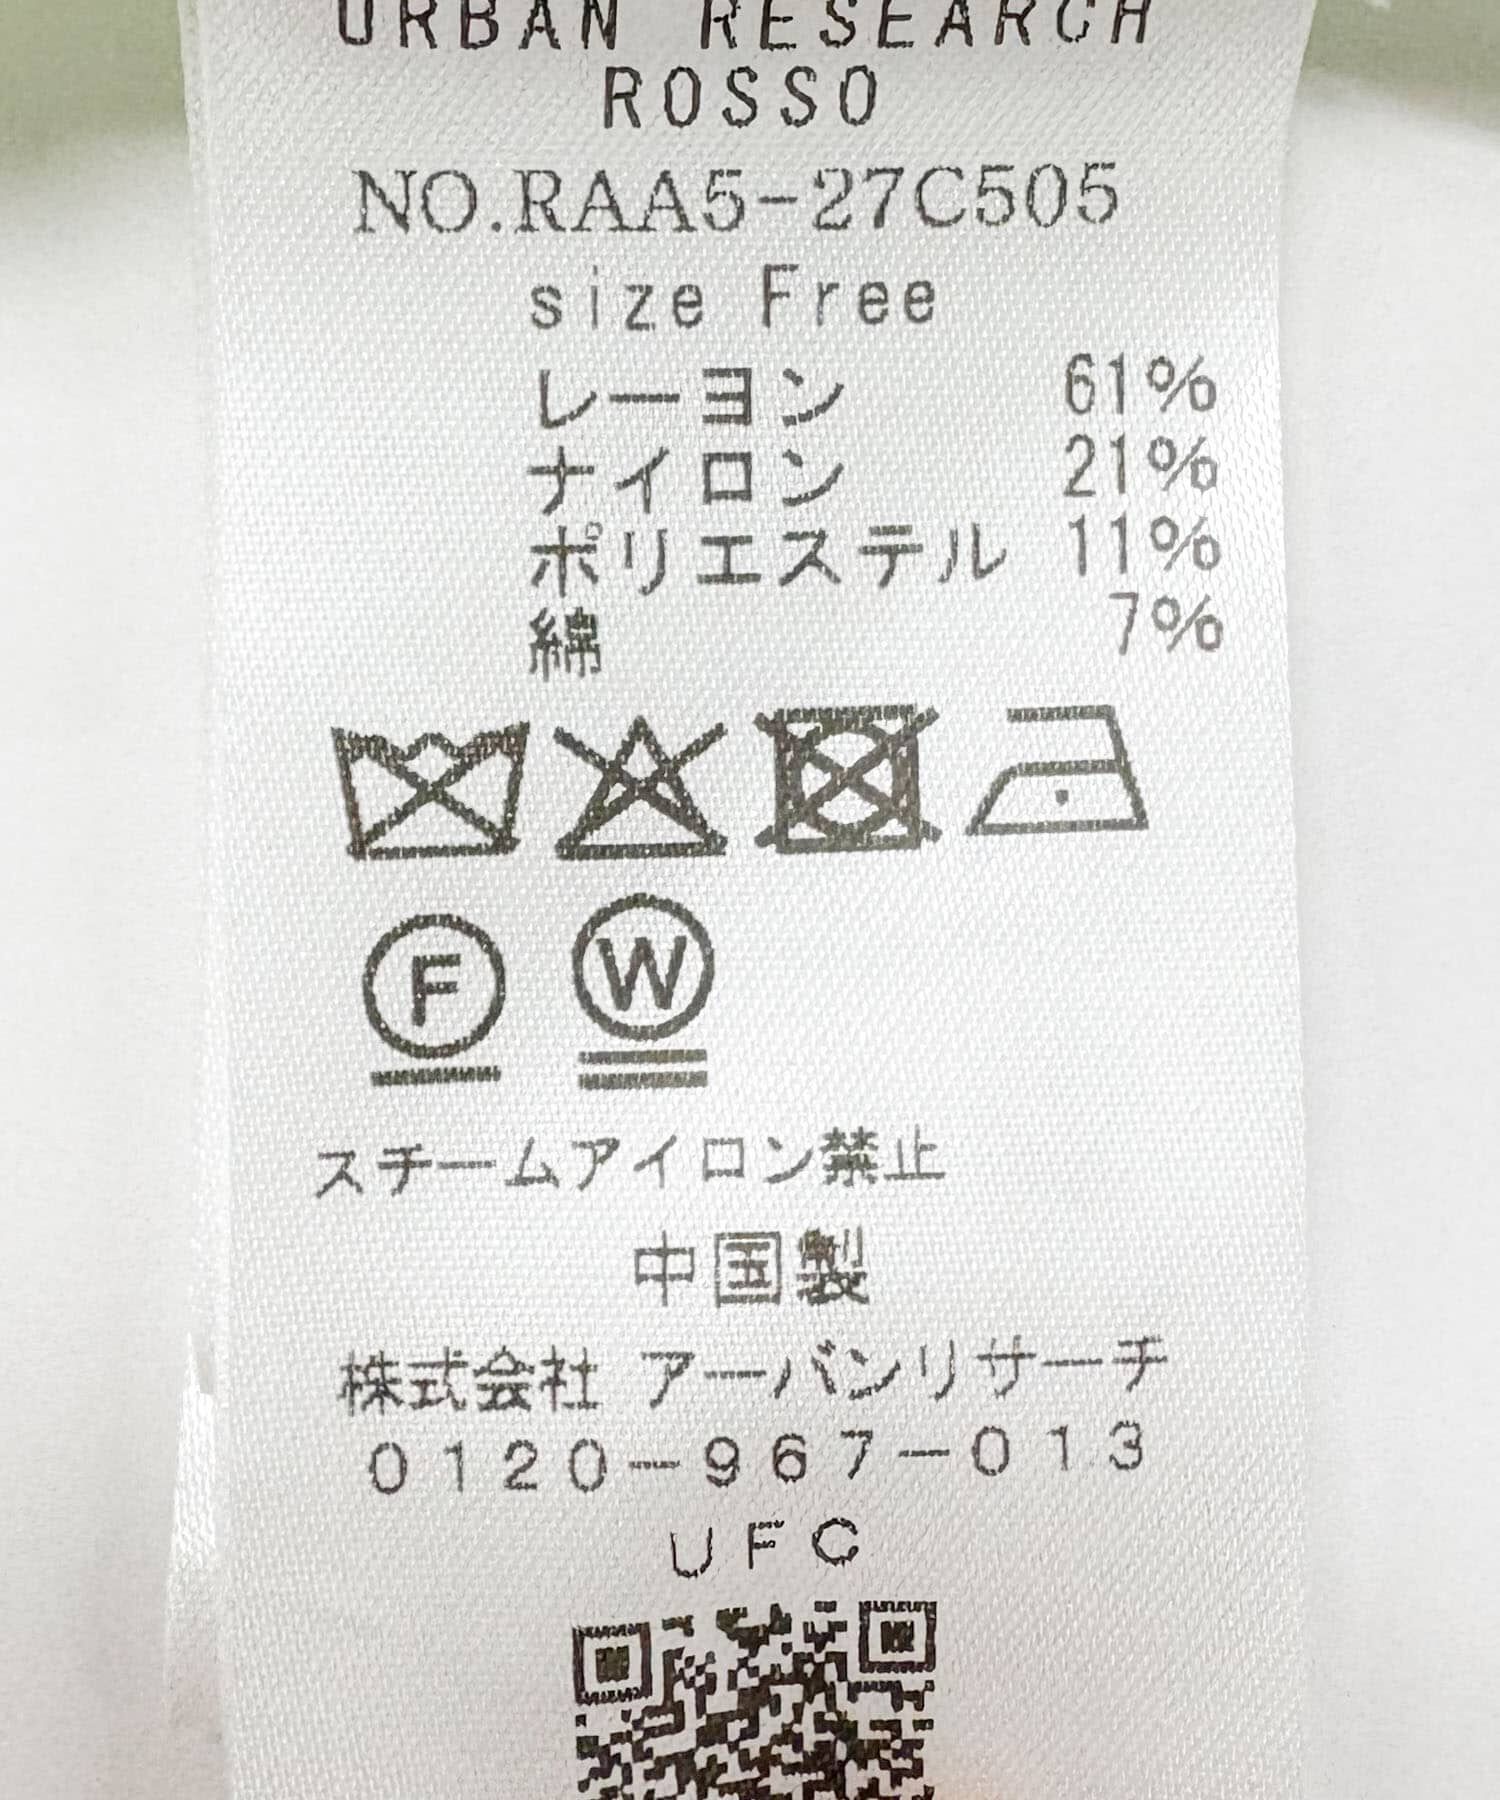 URBAN RESEARCH
ROSSO
NO.RAA5-27C505
size Free
レーヨン 61%
ナイロン 21%
ポリエステル 11%
綿 7%
F W
スチームアイロン禁止
中国製
株式会社 アーバンリサーチ
0120-967-013
UFC